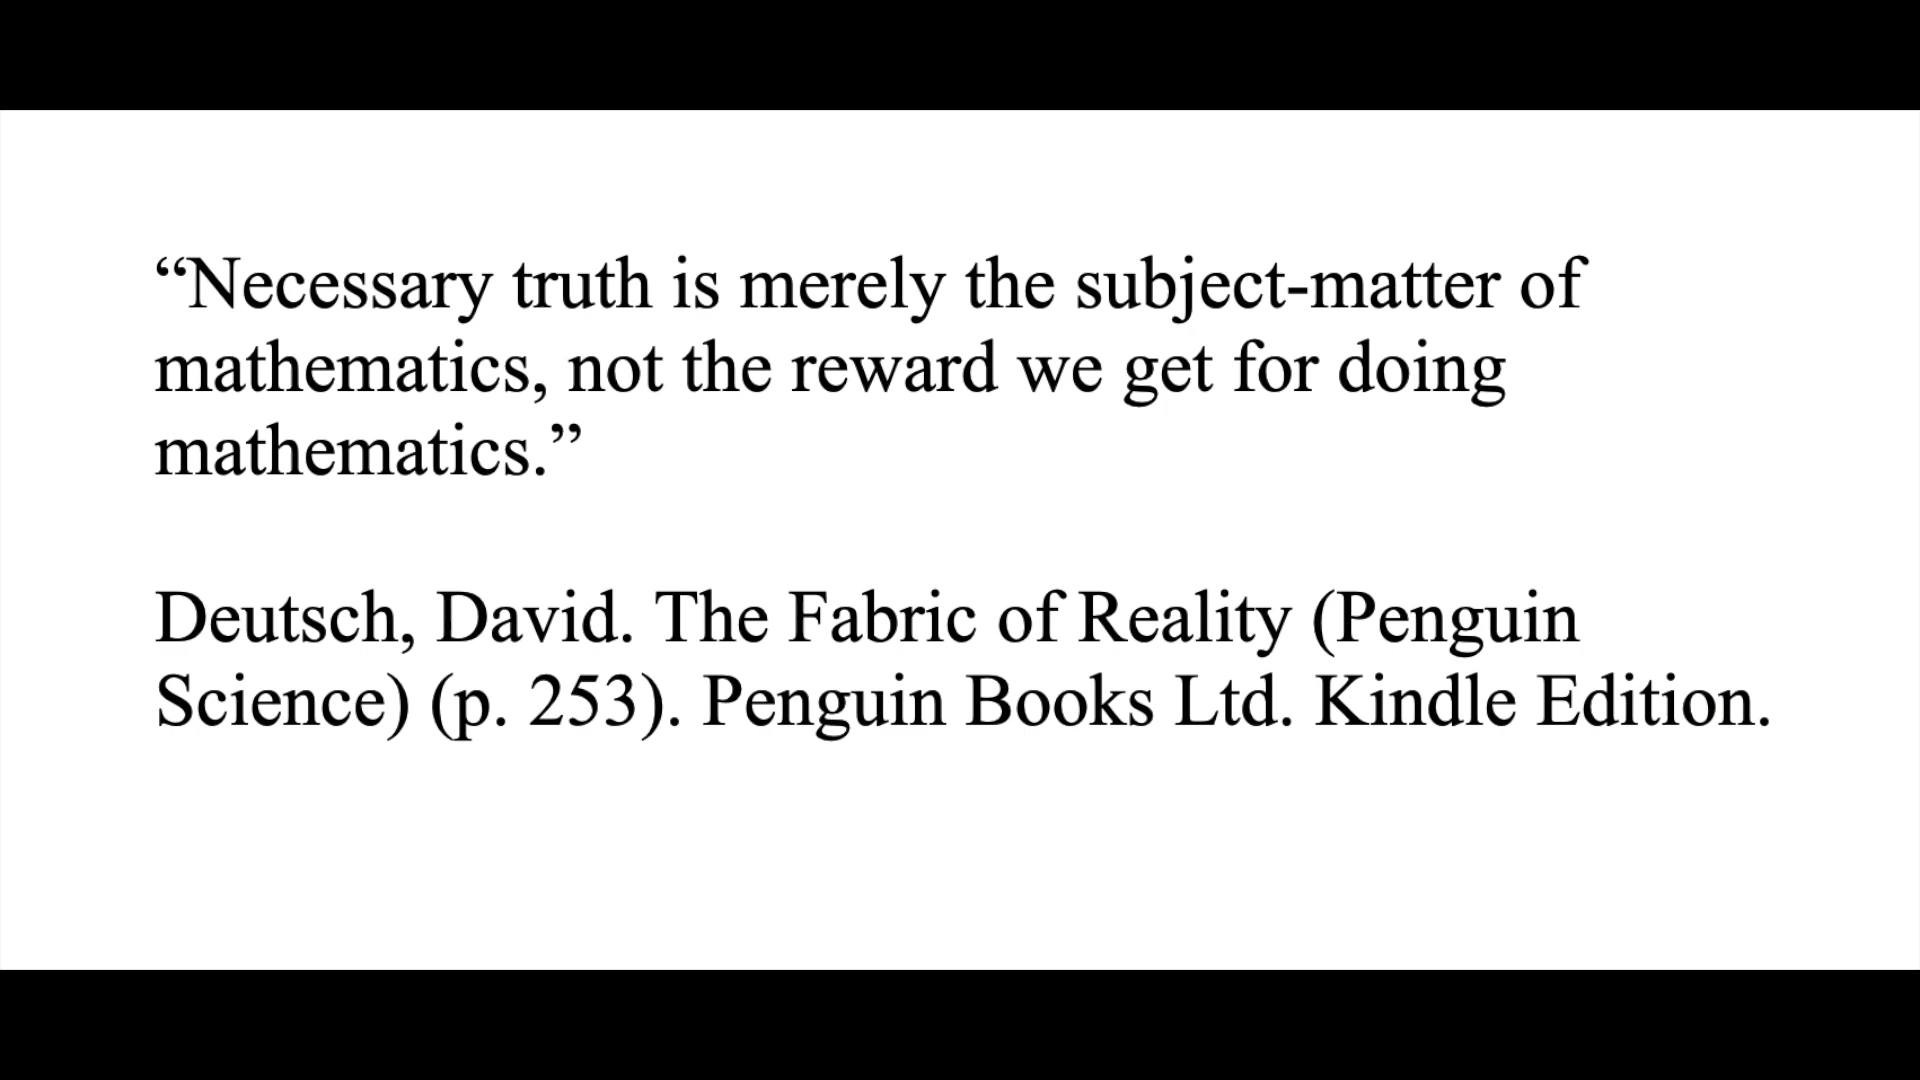 “Necessary truth is merely the subject-matter of
mathematics, not the reward we get for doing
mathematics.”
Deutsch, David. The Fabric of Reality (Penguin
Science) (p. 253). Penguin Books Ltd. Kindle Edition.